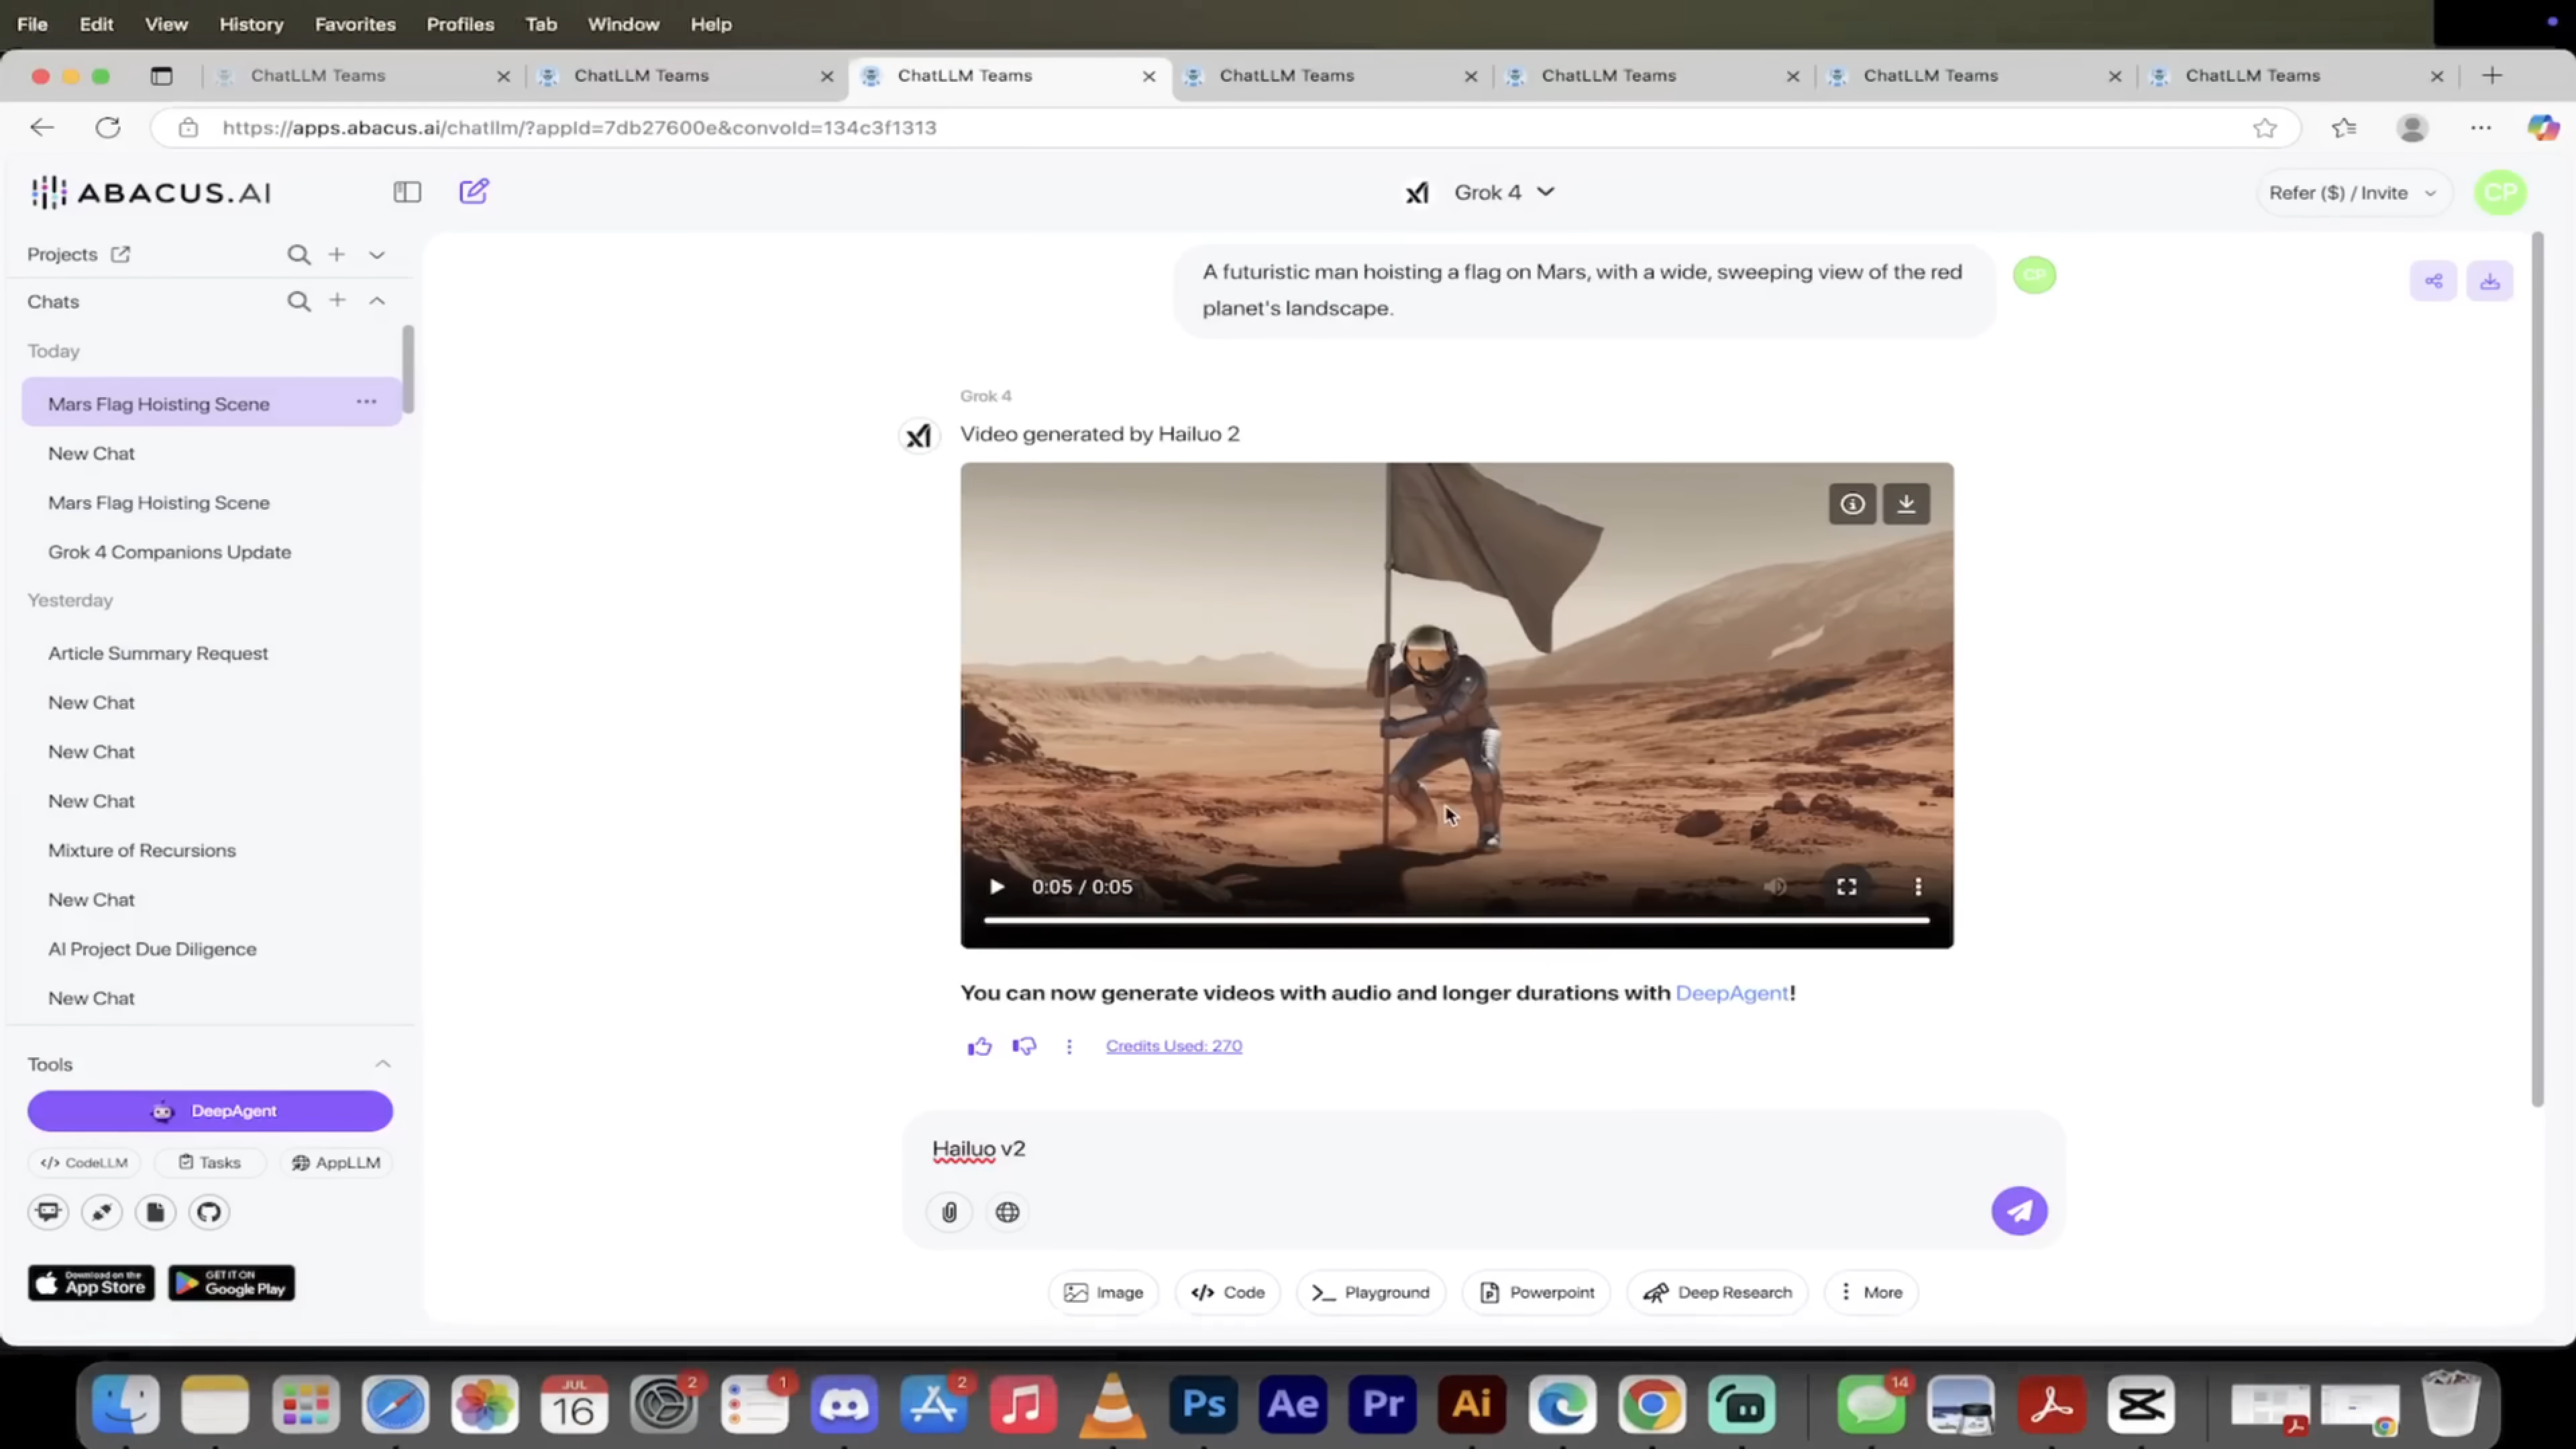 File Edit View History Favorites Profiles Tab Window Help
ChatLLM Teams ChatLLM Teams ChatLLM Teams ChatLLM Teams ChatLLM Teams ChatLLM Teams ChatLLM Teams
https://apps.abacus.ai/chatllm/?appId=7db27600e&convoId=134c3f1313
ABACUS.AI
Grok 4
Refer ($) / Invite
CP
Projects
Chats
Today
Mars Flag Hoisting Scene
New Chat
Mars Flag Hoisting Scene
Grok 4 Companions Update
Yesterday
Article Summary Request
New Chat
New Chat
New Chat
Mixture of Recursions
New Chat
AI Project Due Diligence
New Chat
Tools
DeepAgent
CodeLLM Tasks AppLLM
Download on the
App Store
GET IT ON
Google Play
A futuristic man hoisting a flag on Mars, with a wide, sweeping view of the red
planet's landscape.
CP
Grok 4
Video generated by Hailuo 2
0:05 / 0:05
You can now generate videos with audio and longer durations with DeepAgent!
Credits Used: 270
Hailuo v2
Image Code Playground Powerpoint Deep Research More
JUL
16
2
1
2
Ps Ae Pr Ai
14